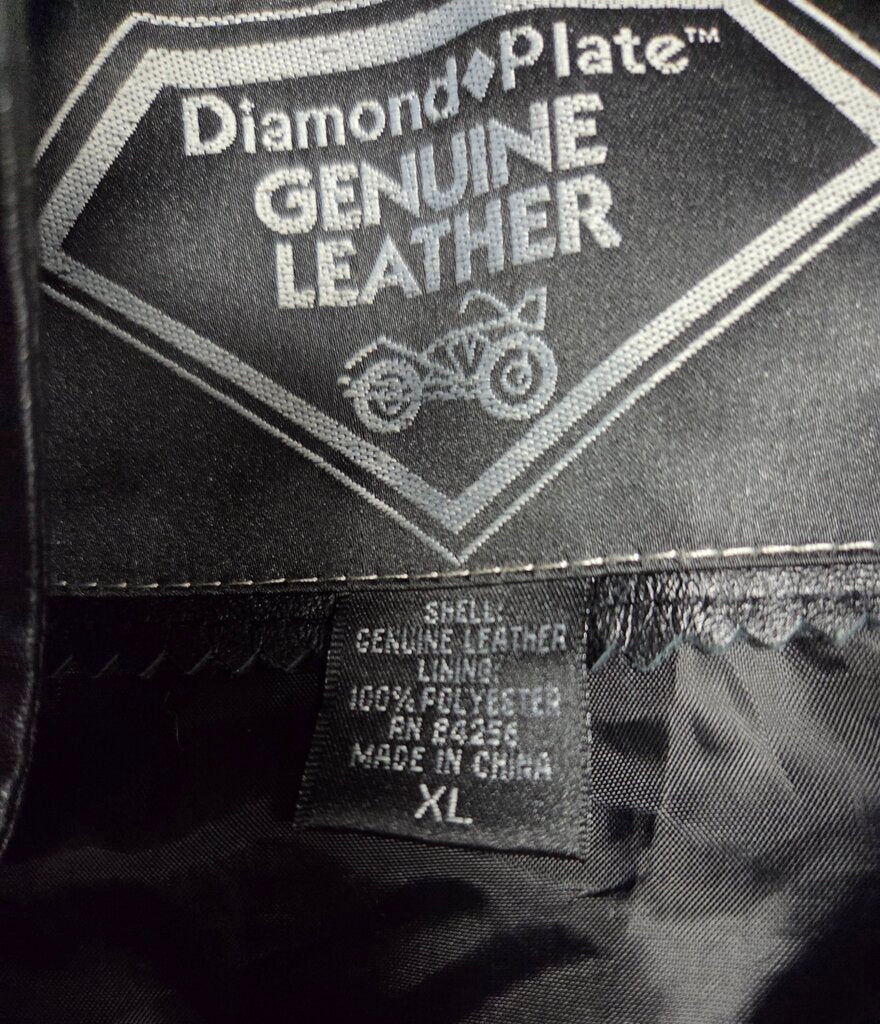 Diamond♦Plate™
GENUINE
LEATHER
SHELL:
GENUINE LEATHER
LINING:
100% POLYESTER
RN 84256
MADE IN CHINA
XL